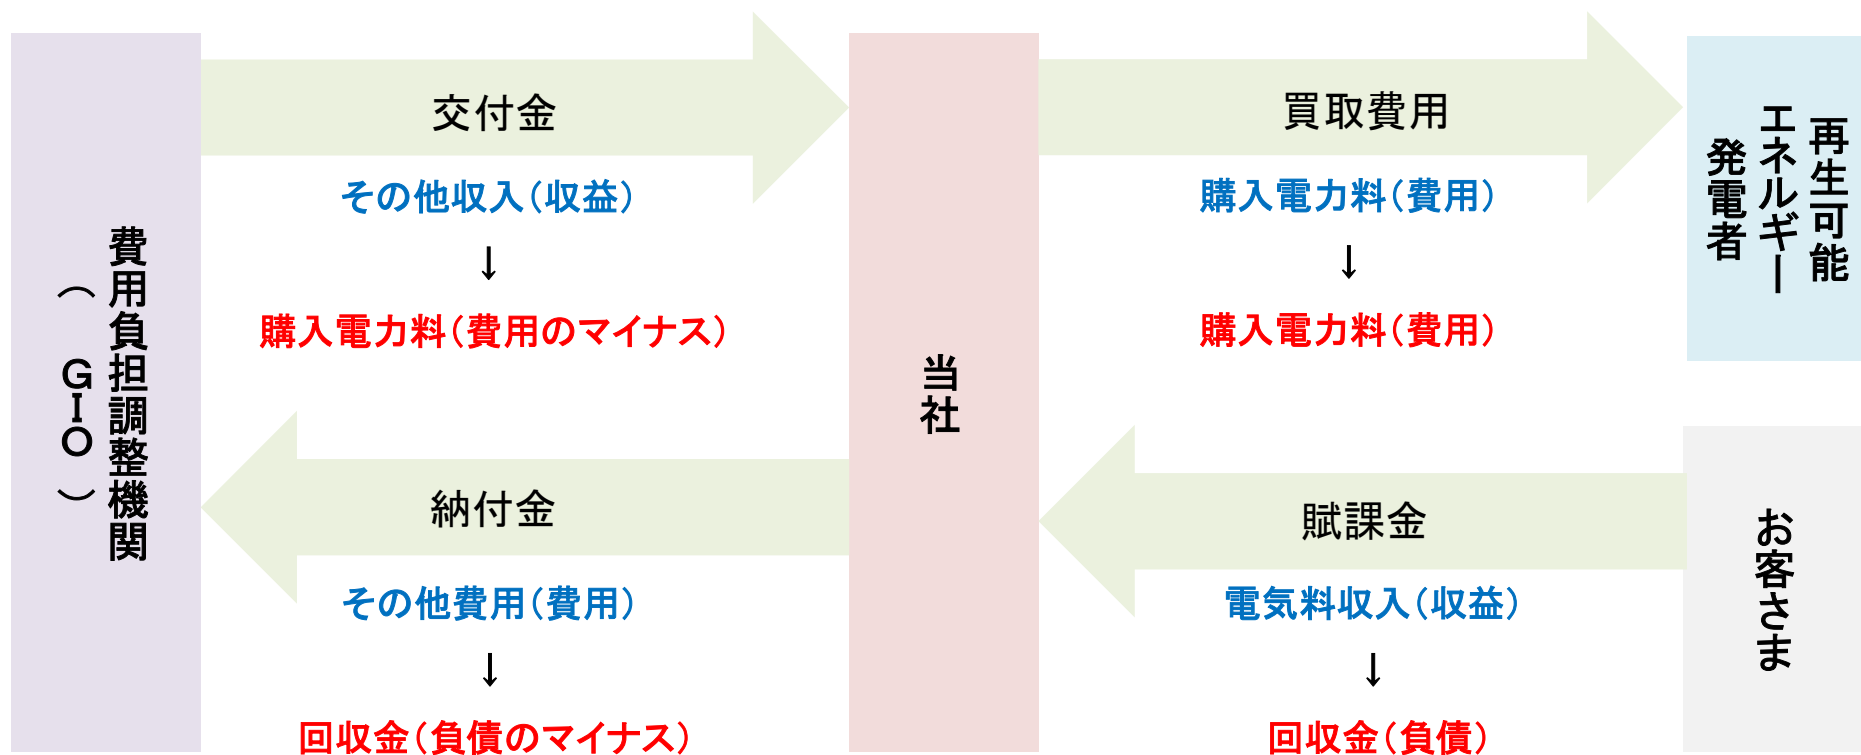 費用負担調整機関
（ＧＩＯ）
交付金
その他収入（収益）
↓
購入電力料（費用のマイナス）
納付金
その他費用（費用）
↓
回収金（負債のマイナス）
当社
買取費用
購入電力料（費用）
↓
購入電力料（費用）
賦課金
電気料収入（収益）
↓
回収金（負債）
再生可能
エネルギー
発電者
お客さま